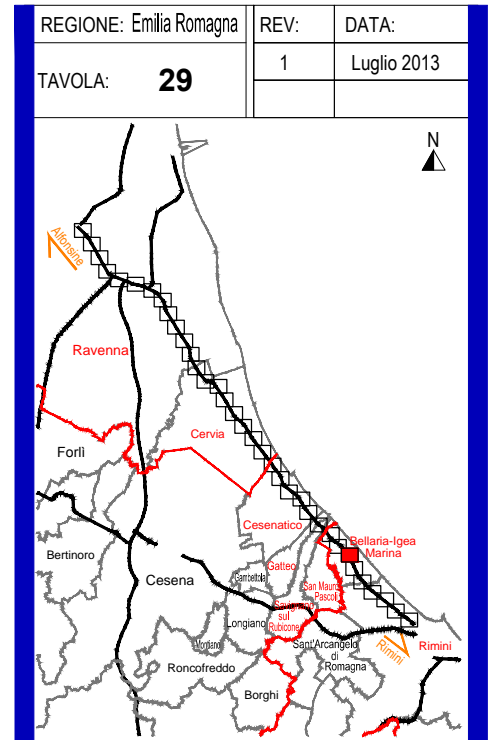 REGIONE: Emilia Romagna
REV:
DATA:
TAVOLA: 29
1
Luglio 2013
N
Alfonsine
Ravenna
Cervia
Forlì
Cesenatico
Bellaria-Igea
Marina
Bertinoro
Gatteo
Cesena
Gambettola
San Mauro
Pascoli
Savignano
sul
Rubicone
Longiano
Montiano
Sant'Arcangelo
di
Romagna
Rimini
Rimini
Roncofreddo
Borghi